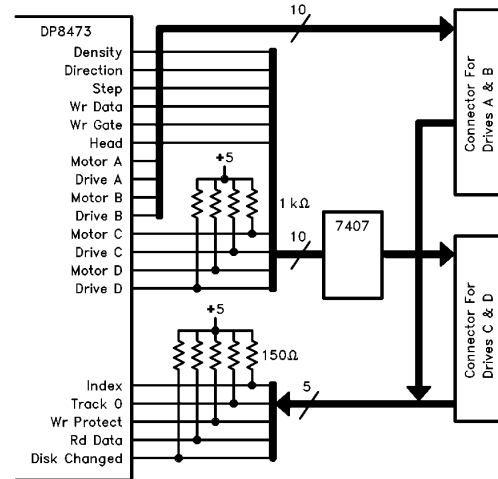 DP8473
10
Density
Direction
Step
Wr Data
Wr Gate
Head
Motor A
Drive A
Motor B
Drive B
Motor C
Drive C
Motor D
Drive D
+5
1 kΩ
10
7407
Connector For
Drives A & B
Connector For
Drives C & D
+5
150Ω
5
Index
Track 0
Wr Protect
Rd Data
Disk Changed